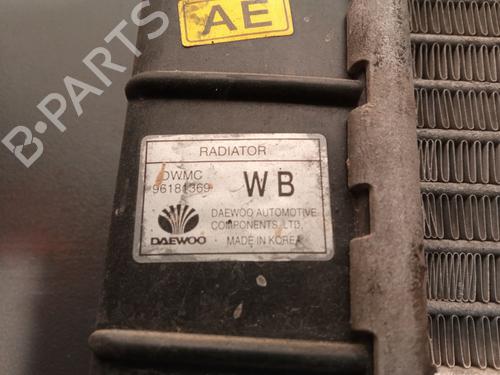 AE
RADIATOR
DWMC
96181369
WB
DAEWOO AUTOMOTIVE
COMPONENTS, LTD.
MADE IN KOREA
DAEWOO
B-PARTS